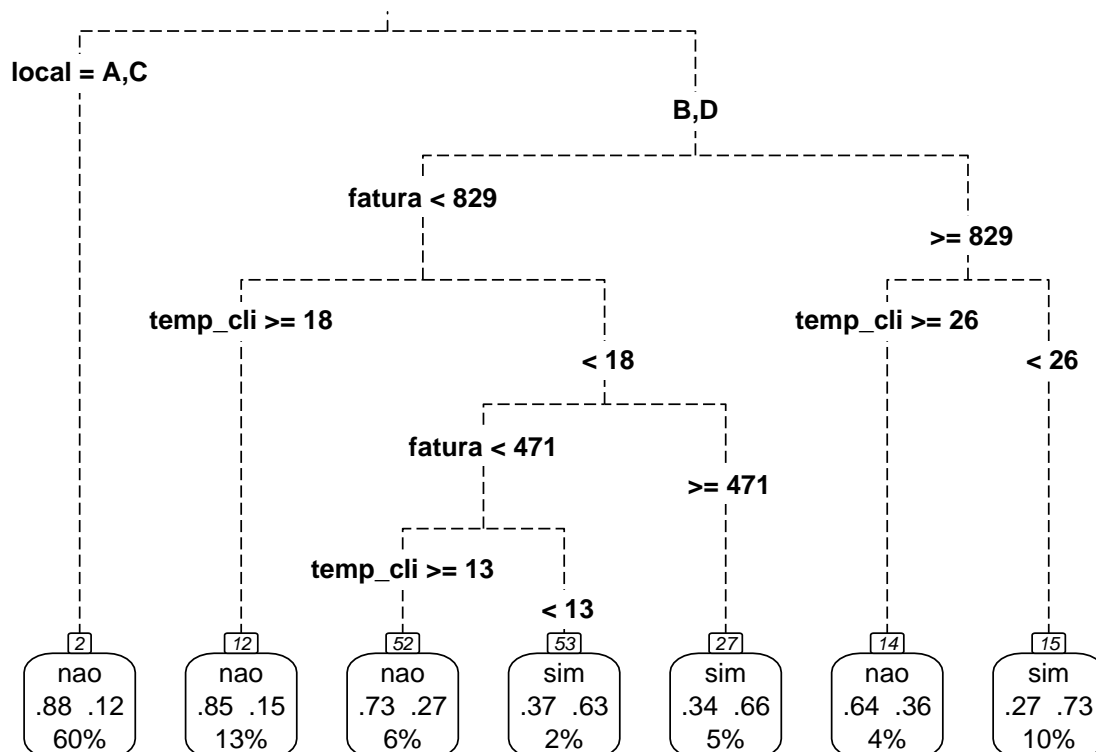 local = A,C
B,D
fatura < 829
>= 829
temp_cli >= 18
< 18
temp_cli >= 26
< 26
fatura < 471
>= 471
temp_cli >= 13
< 13
2
nao
.88 .12
60%
12
nao
.85 .15
13%
52
nao
.73 .27
6%
53
sim
.37 .63
2%
27
sim
.34 .66
5%
14
nao
.64 .36
4%
15
sim
.27 .73
10%